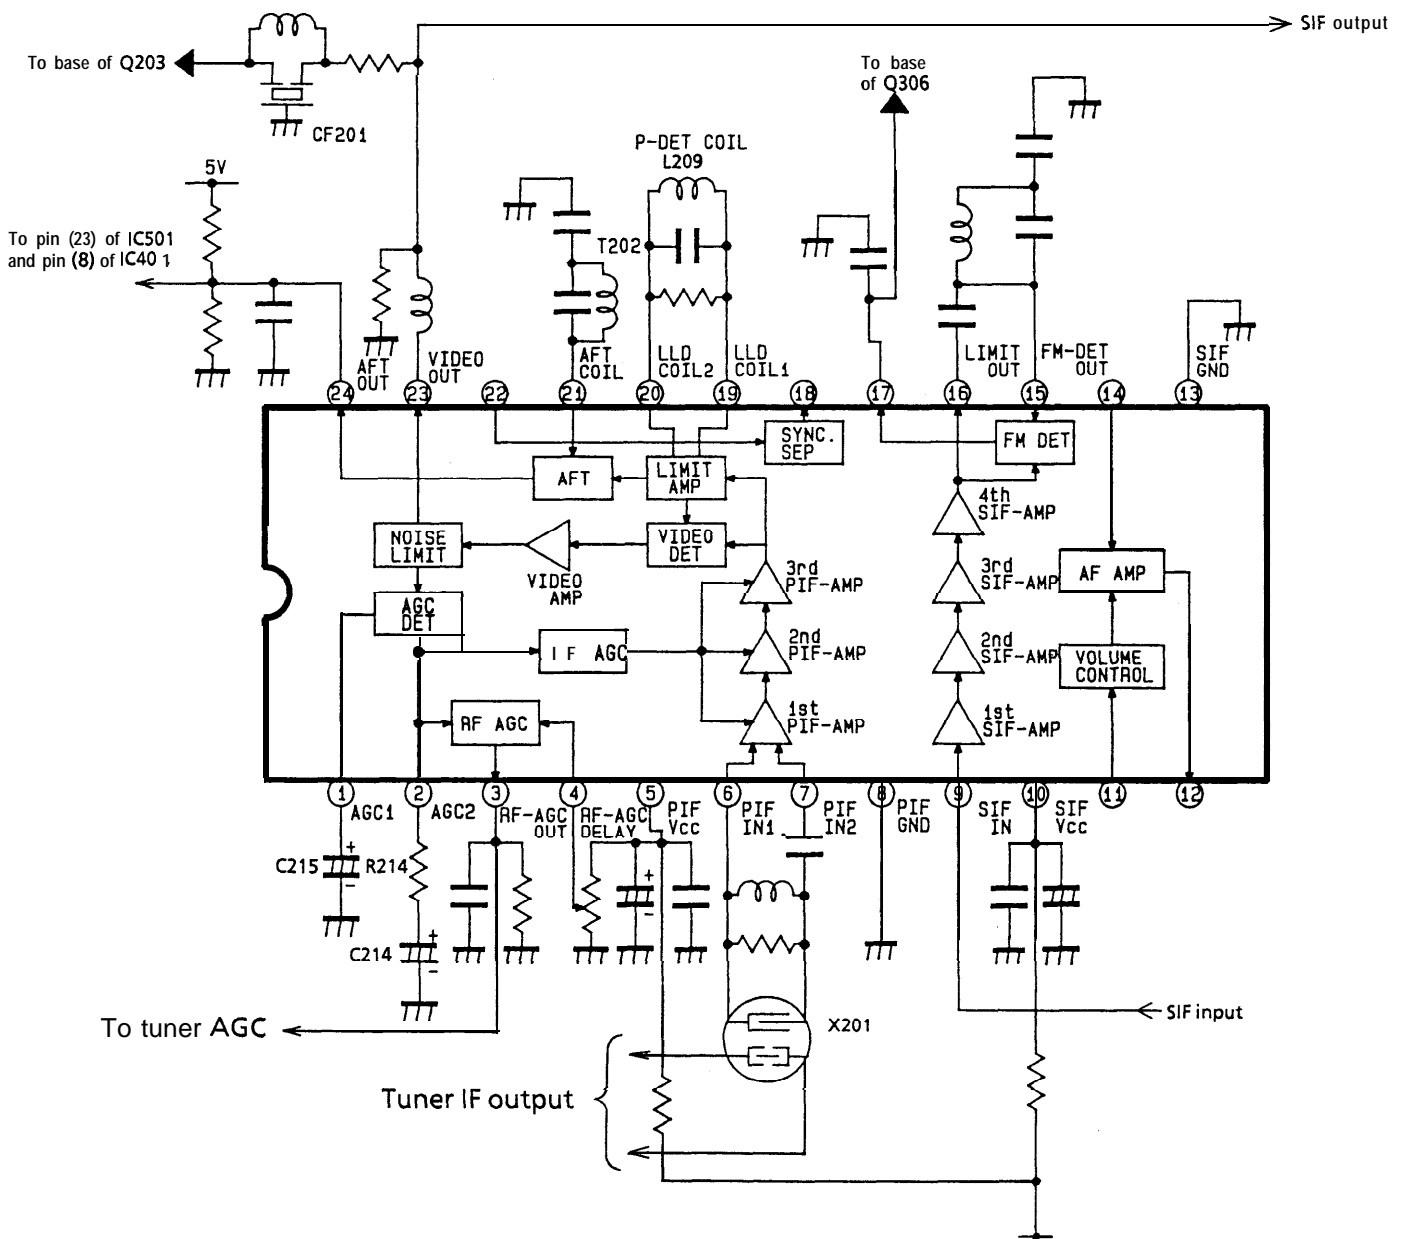 SIF output
To base of Q203
To base
of Q306
CF201
P-DET COIL
L209
5V
T202
To pin (23) of IC501
and pin (8) of IC401
AFT
OUT
VIDEO
OUT
AFT
COIL
LLD
COIL2
LLD
COIL1
LIMIT
OUT
FM-DET
OUT
SIF
GND
24 23 22 21 20 19 18 17 16 15 14 13
SYNC.
SEP
FM DET
AFT
LIMIT
AMP
4th
SIF-AMP
NOISE
LIMIT
VIDEO
AMP
VIDEO
DET
3rd
PIF-AMP
3rd
SIF-AMP
AF AMP
AGC
DET
IF AGC
2nd
PIF-AMP
2nd
SIF-AMP
VOLUME
CONTROL
RF AGC
1st
PIF-AMP
1st
SIF-AMP
1 2 3 4 5 6 7 8 9 10 11 12
AGC1
AGC2
RF-AGC
OUT
RF-AGC
DELAY
PIF
Vcc
PIF
IN1
PIF
IN2
PIF
GND
SIF
IN
SIF
Vcc
C215
+
-
R214
+
-
C214
+
-
To tuner AGC
X201
SIF input
Tuner IF output